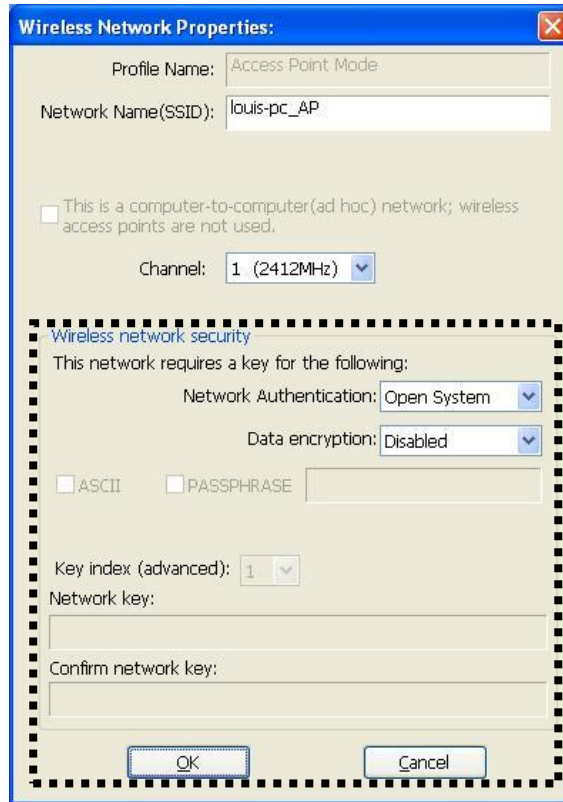 Wireless Network Properties:
Profile Name: Access Point Mode
Network Name(SSID): louis-pc_AP
This is a computer-to-computer(ad hoc) network; wireless
access points are not used.
Channel: 1 (2412MHz)
Wireless network security
This network requires a key for the following:
Network Authentication: Open System
Data encryption: Disabled
ASCII PASSPHRASE
Key index (advanced): 1
Network key:
Confirm network key:
OK Cancel